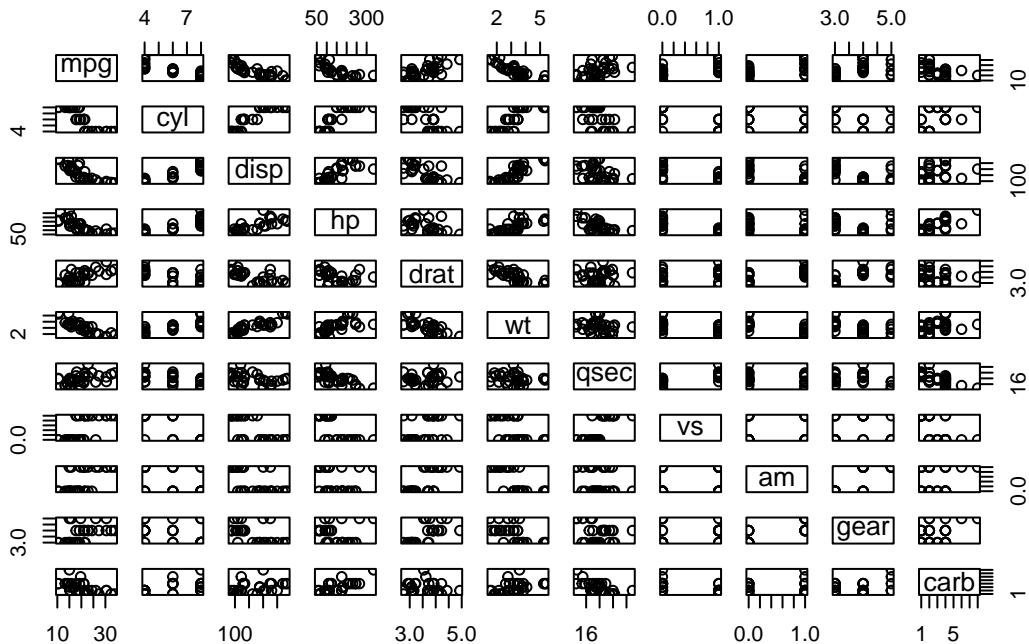 4 7 50 300 2 5 0.0 1.0 3.0 5.0
mpg 10
4 cyl
disp 100
50 hp
drat 3.0
2 wt
qsec 16
0.0 vs
am 0.0
3.0 gear
carb 1
10 30 100 3.0 5.0 16 0.0 1.0 1 5